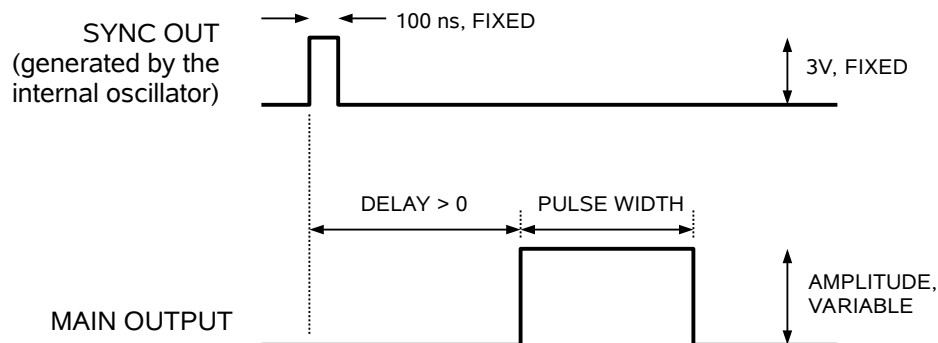 100 ns, FIXED
SYNC OUT
(generated by the
internal oscillator)
3V, FIXED
DELAY > 0
PULSE WIDTH
AMPLITUDE,
VARIABLE
MAIN OUTPUT